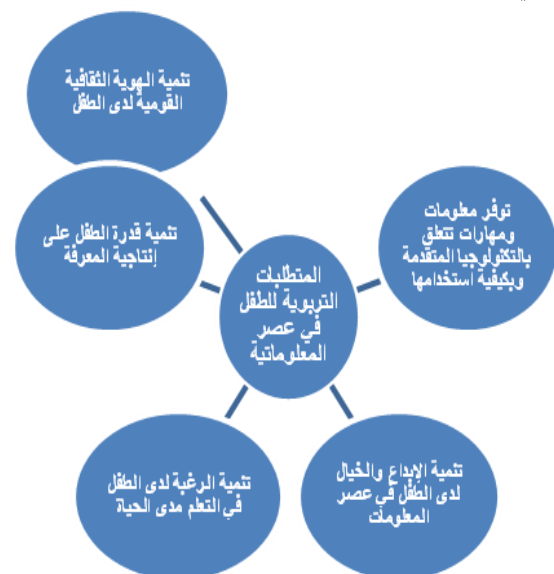 تنمية الهوية الثقافية
القومية لدى الطفل
توفر معلومات
ومهارات تتعلق
بالتكنولوجيا المتقدمة
وبكيفية استخدامها
تنمية قدرة الطفل على
إنتاجية المعرفة
المتطلبات
التربوية للطفل
في عصر
المعلوماتية
تنمية الإبداع والخيال
لدى الطفل في عصر
المعلومات
تنمية الرغبة لدى الطفل
في التعلم مدى الحياة